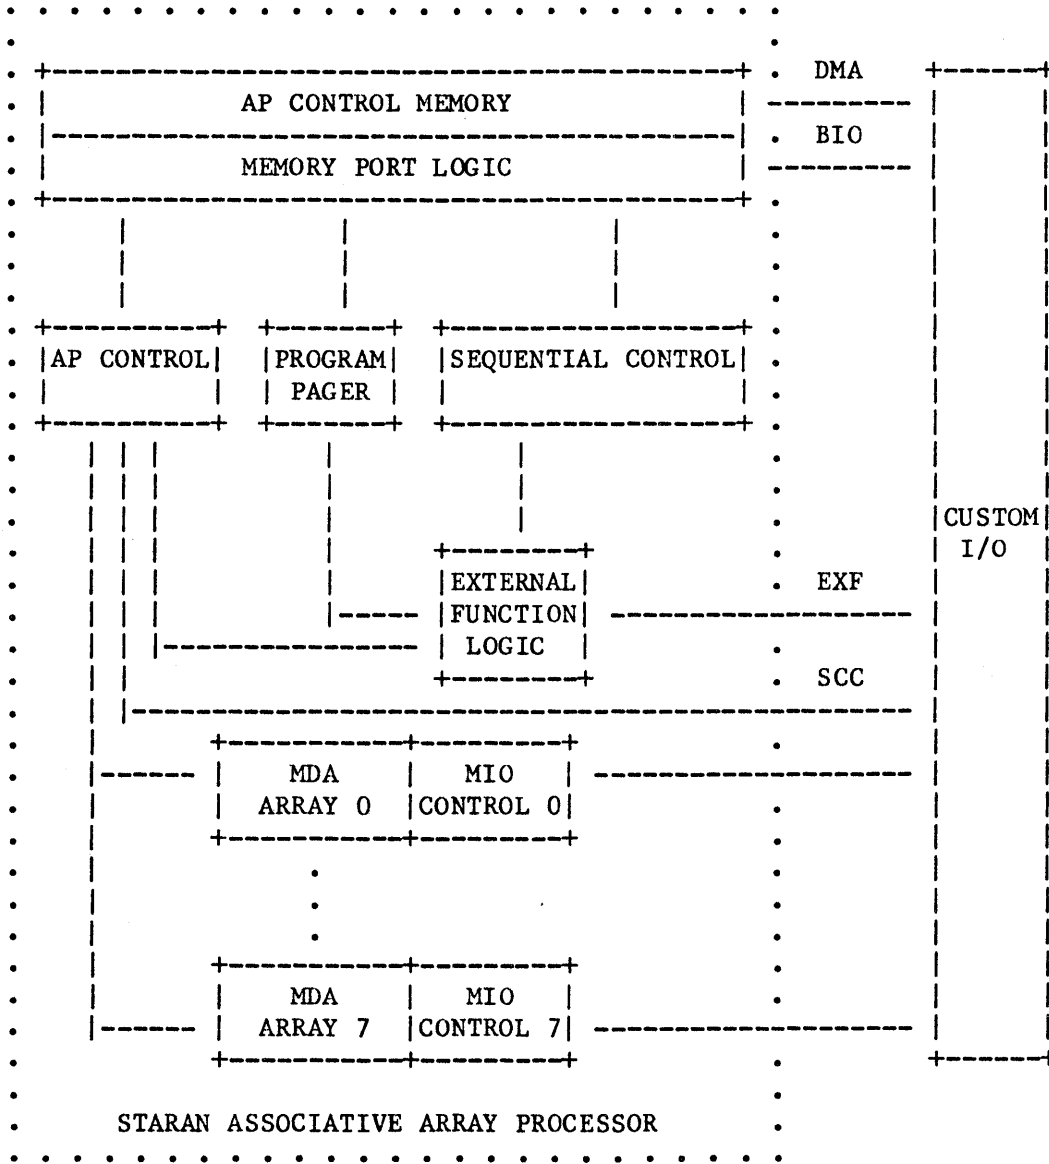 DMA
AP CONTROL MEMORY
BIO
MEMORY PORT LOGIC
AP CONTROL
PROGRAM
PAGER
SEQUENTIAL CONTROL
CUSTOM
I/O
EXTERNAL
FUNCTION
LOGIC
EXF
SCC
MDA
ARRAY 0
MIO
CONTROL 0
MDA
ARRAY 7
MIO
CONTROL 7
STARAN ASSOCIATIVE ARRAY PROCESSOR